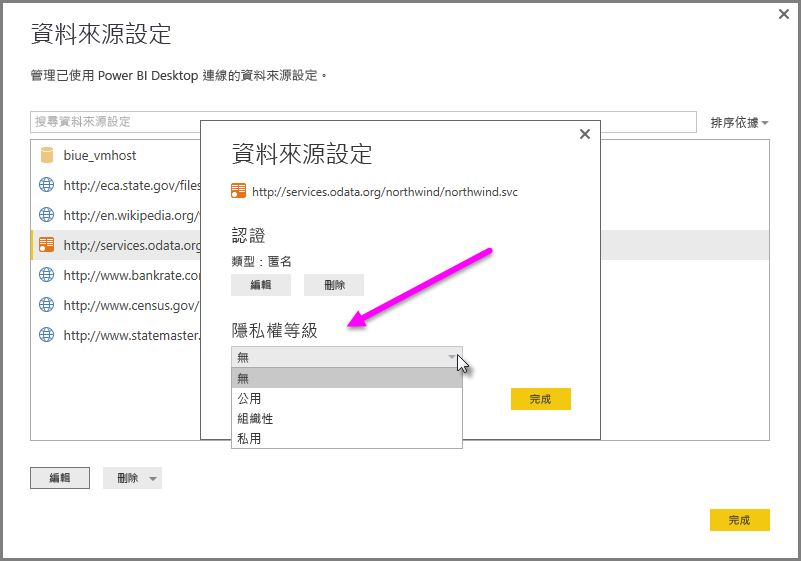 資料來源設定
管理已使用 Power BI Desktop 連線的資料來源設定。
搜尋資料來源設定
排序依據
biue_vmhost
http://eca.state.gov/files
http://en.wikipedia.org/
http://services.odata.org
http://www.bankrate.co
http://www.census.gov/
http://www.statemaster.
資料來源設定
http://services.odata.org/northwind/northwind.svc
認證
類型：匿名
編輯 刪除
隱私權等級
無
無
公用
組織性
私用
完成
編輯 刪除
完成